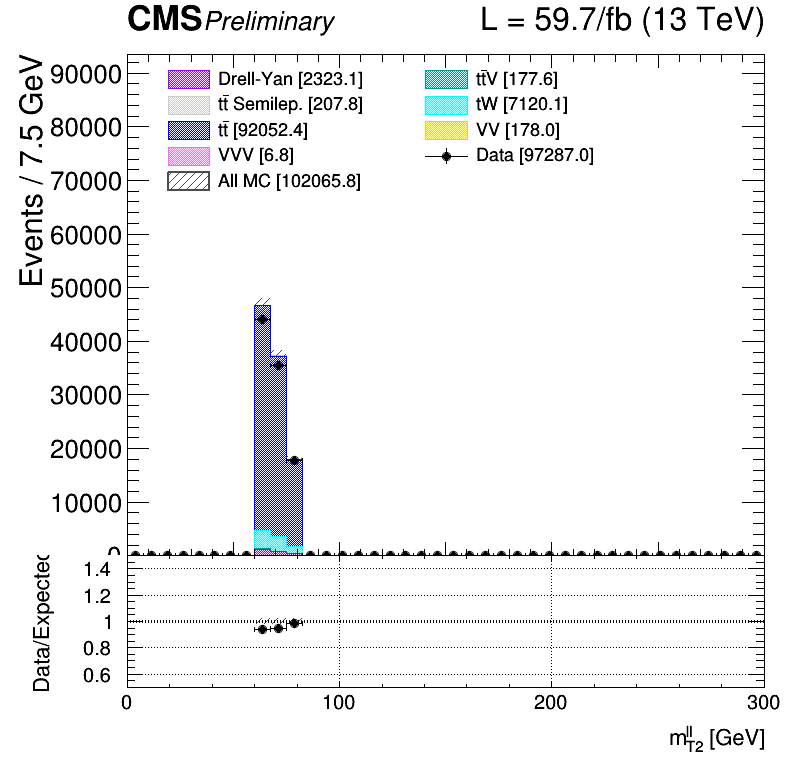 CMS Preliminary L = 59.7/fb (13 TeV)
Events / 7.5 GeV
90000
80000
70000
60000
50000
40000
30000
20000
10000
0
Drell-Yan [2323.1]
tt̄ Semilep. [207.8]
tt̄ [92052.4]
VVV [6.8]
All MC [102065.8]
tt̄V [177.6]
tW [7120.1]
VV [178.0]
Data [97287.0]
Data/Expected
1.4
1.2
1
0.8
0.6
0 100 200 300
m^ll_T2 [GeV]